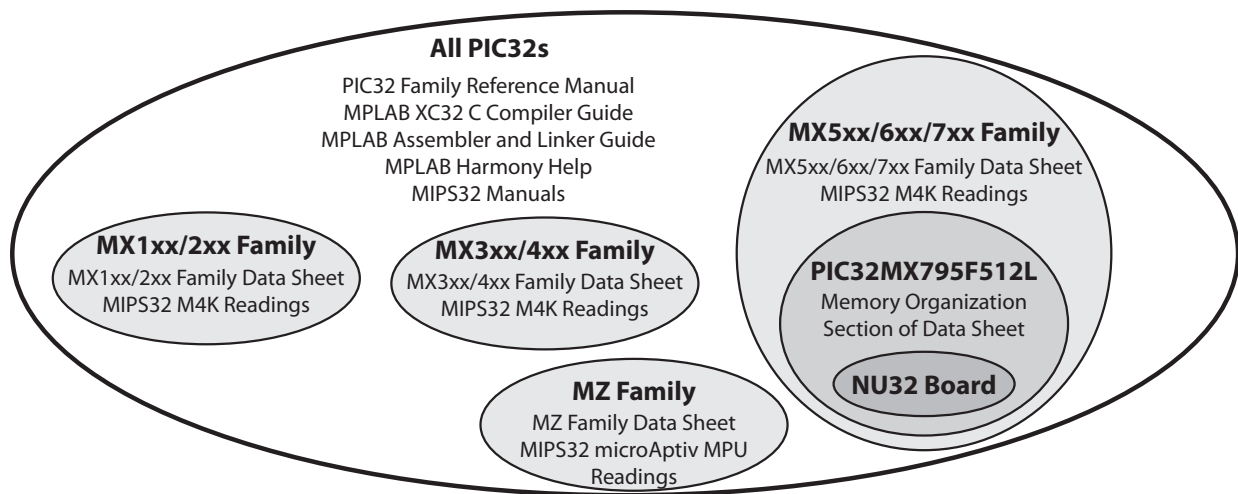 All PIC32s
PIC32 Family Reference Manual
MPLAB XC32 C Compiler Guide
MPLAB Assembler and Linker Guide
MPLAB Harmony Help
MIPS32 Manuals
MX1xx/2xx Family
MX1xx/2xx Family Data Sheet
MIPS32 M4K Readings
MX3xx/4xx Family
MX3xx/4xx Family Data Sheet
MIPS32 M4K Readings
MZ Family
MZ Family Data Sheet
MIPS32 microAptiv MPU
Readings
MX5xx/6xx/7xx Family
MX5xx/6xx/7xx Family Data Sheet
MIPS32 M4K Readings
PIC32MX795F512L
Memory Organization
Section of Data Sheet
NU32 Board